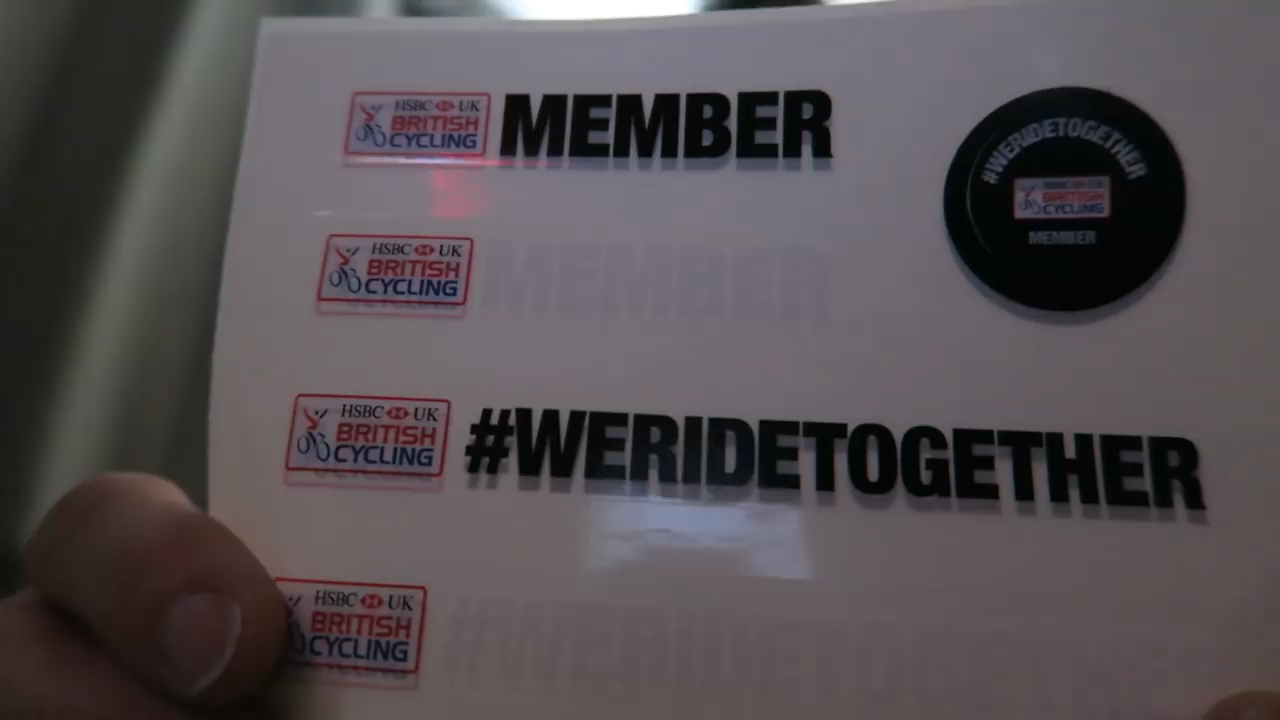 HSBC UK
BRITISH
CYCLING
MEMBER
#WERIDETOGETHER
HSBC UK
BRITISH
CYCLING
MEMBER
HSBC UK
BRITISH
CYCLING
MEMBER
HSBC UK
BRITISH
CYCLING
#WERIDETOGETHER
HSBC UK
BRITISH
CYCLING
#WERIDETOGETHER